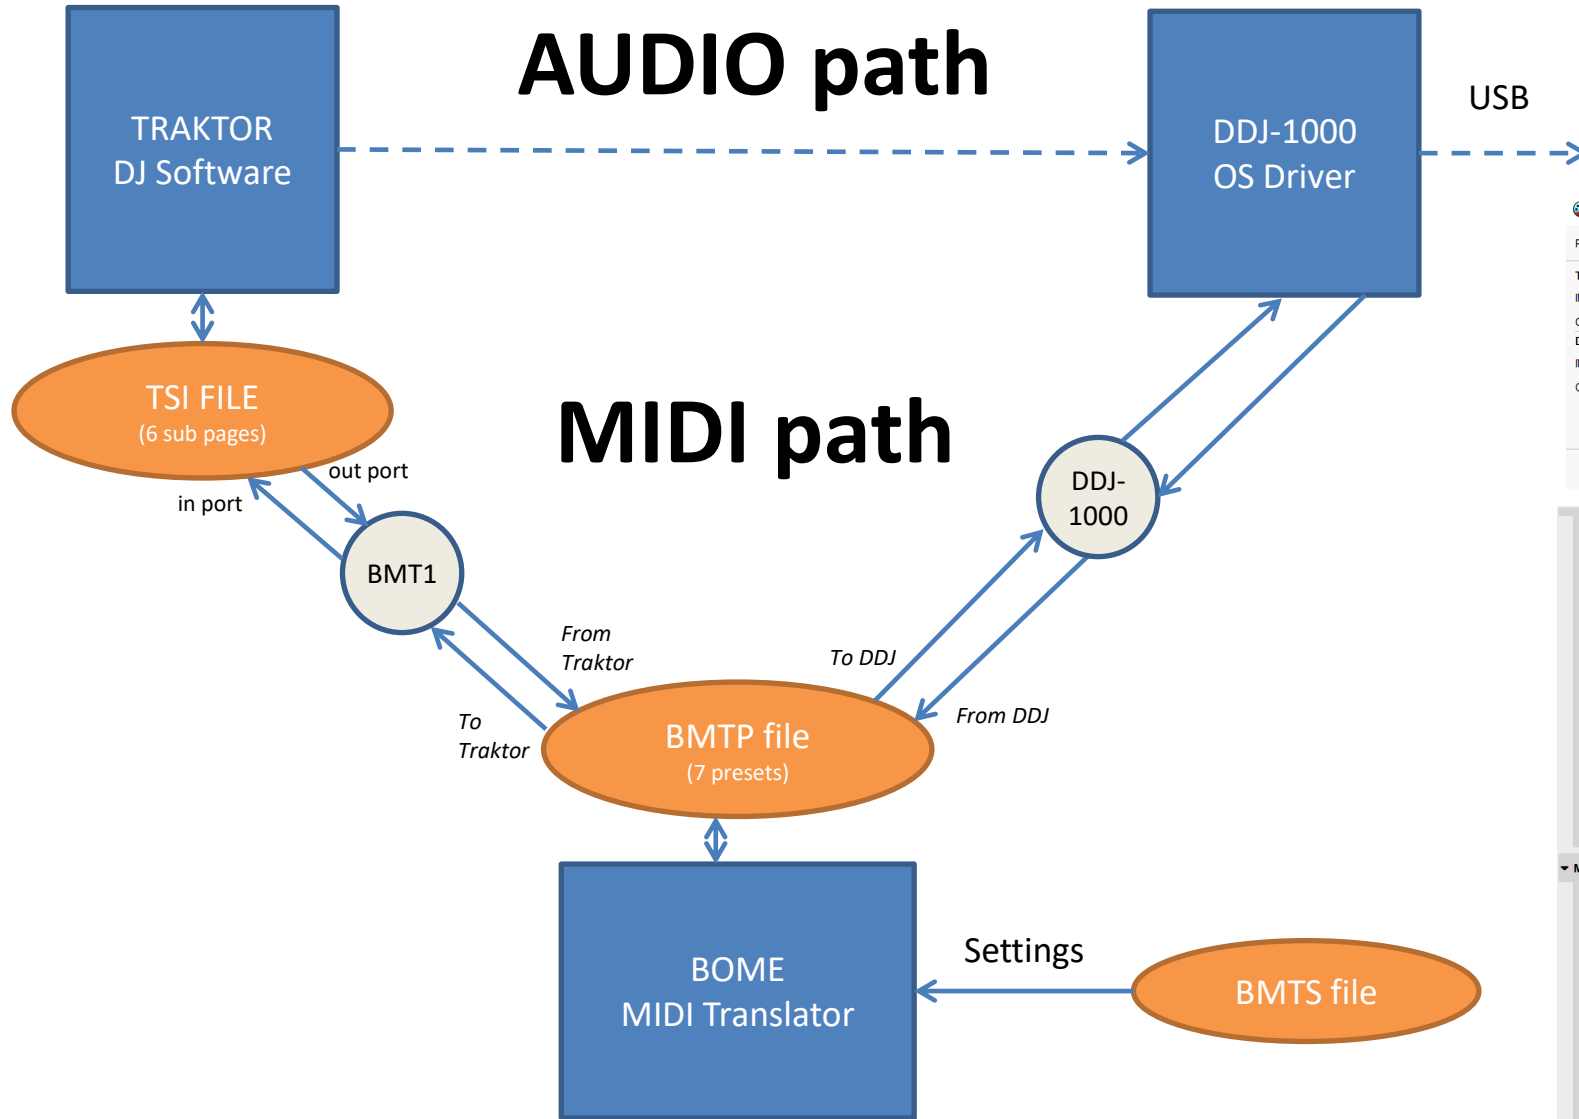 AUDIO path
TRAKTOR
DJ Software
DDJ-1000
OS Driver
USB
TSI FILE
(6 sub pages)
MIDI path
out port
in port
DDJ-
1000
BMT1
From
Traktor
To DDJ
To
Traktor
From DDJ
BMTP file
(7 presets)
Settings
BOME
MIDI Translator
BMTS file